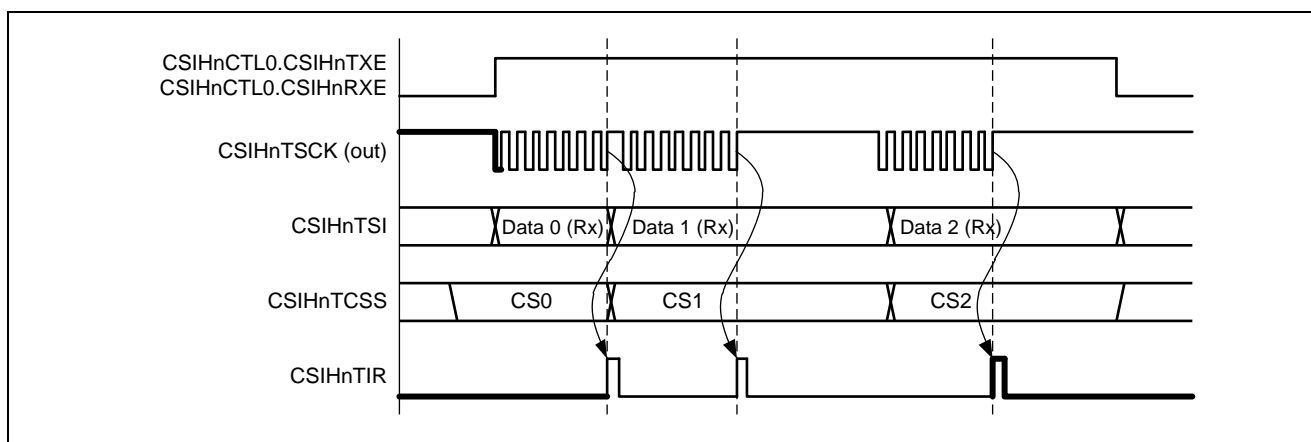 CSIHnCTL0.CSIHnTXE
CSIHnCTL0.CSIHnRXE
CSIHnTSCK (out)
CSIHnTSI
Data 0 (Rx)
Data 1 (Rx)
Data 2 (Rx)
CSIHnTCSS
CS0
CS1
CS2
CSIHnTIR